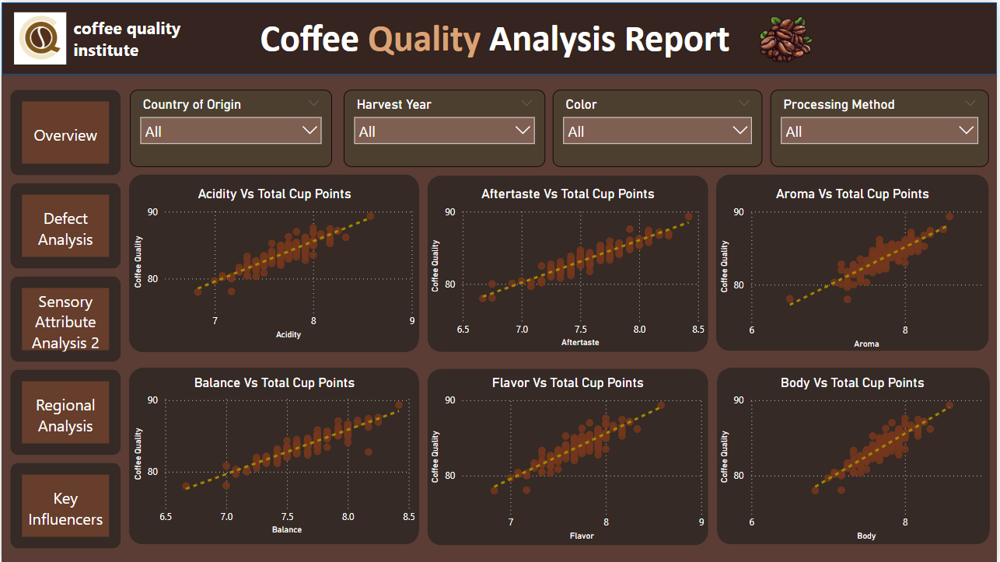 coffee quality
institute
Coffee Quality Analysis Report
Overview
Defect
Analysis
Sensory
Attribute
Analysis 2
Regional
Analysis
Key
Influencers
Country of Origin
All
Harvest Year
All
Color
All
Processing Method
All
Acidity Vs Total Cup Points
Coffee Quality
90
80
7 8 9
Acidity
Aftertaste Vs Total Cup Points
Coffee Quality
90
80
6.5 7.0 7.5 8.0 8.5
Aftertaste
Aroma Vs Total Cup Points
Coffee Quality
90
80
6 8
Aroma
Balance Vs Total Cup Points
Coffee Quality
90
80
6.5 7.0 7.5 8.0 8.5
Balance
Flavor Vs Total Cup Points
Coffee Quality
90
80
7 8 9
Flavor
Body Vs Total Cup Points
Coffee Quality
90
80
6 8
Body